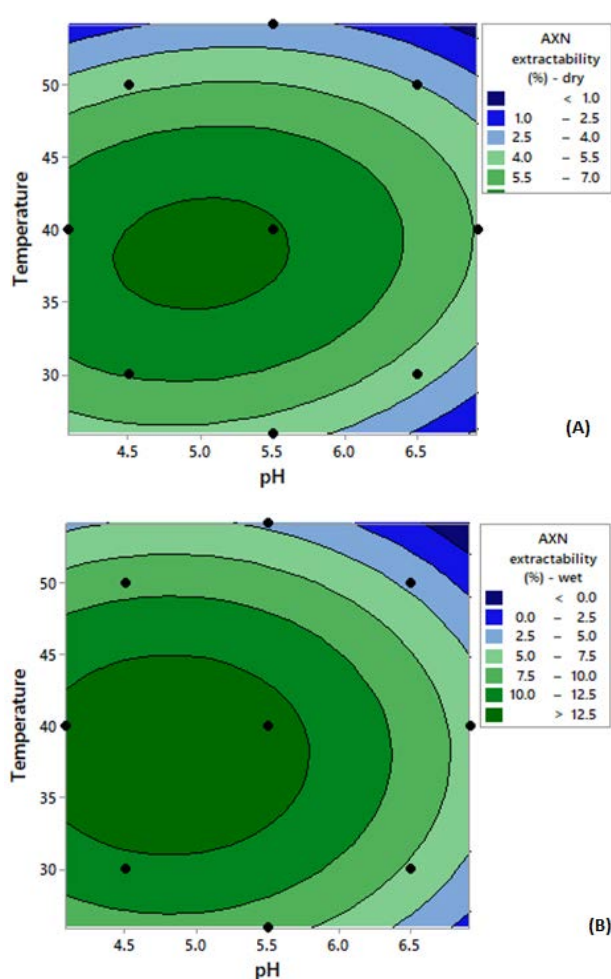 AXN
extractability
(%) - dry
< 1.0
1.0 – 2.5
2.5 – 4.0
4.0 – 5.5
5.5 – 7.0
Temperature
50
45
40
35
30
4.5 5.0 5.5 6.0 6.5
pH
(A)
AXN
extractability
(%) - wet
< 0.0
0.0 – 2.5
2.5 – 5.0
5.0 – 7.5
7.5 – 10.0
10.0 – 12.5
> 12.5
Temperature
50
45
40
35
30
4.5 5.0 5.5 6.0 6.5
pH
(B)